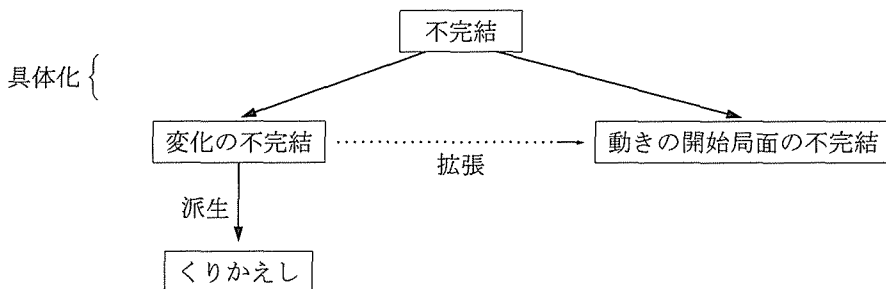 不完結
具体化 {
変化の不完結
動きの開始局面の不完結
拡張
派生
くりかえし